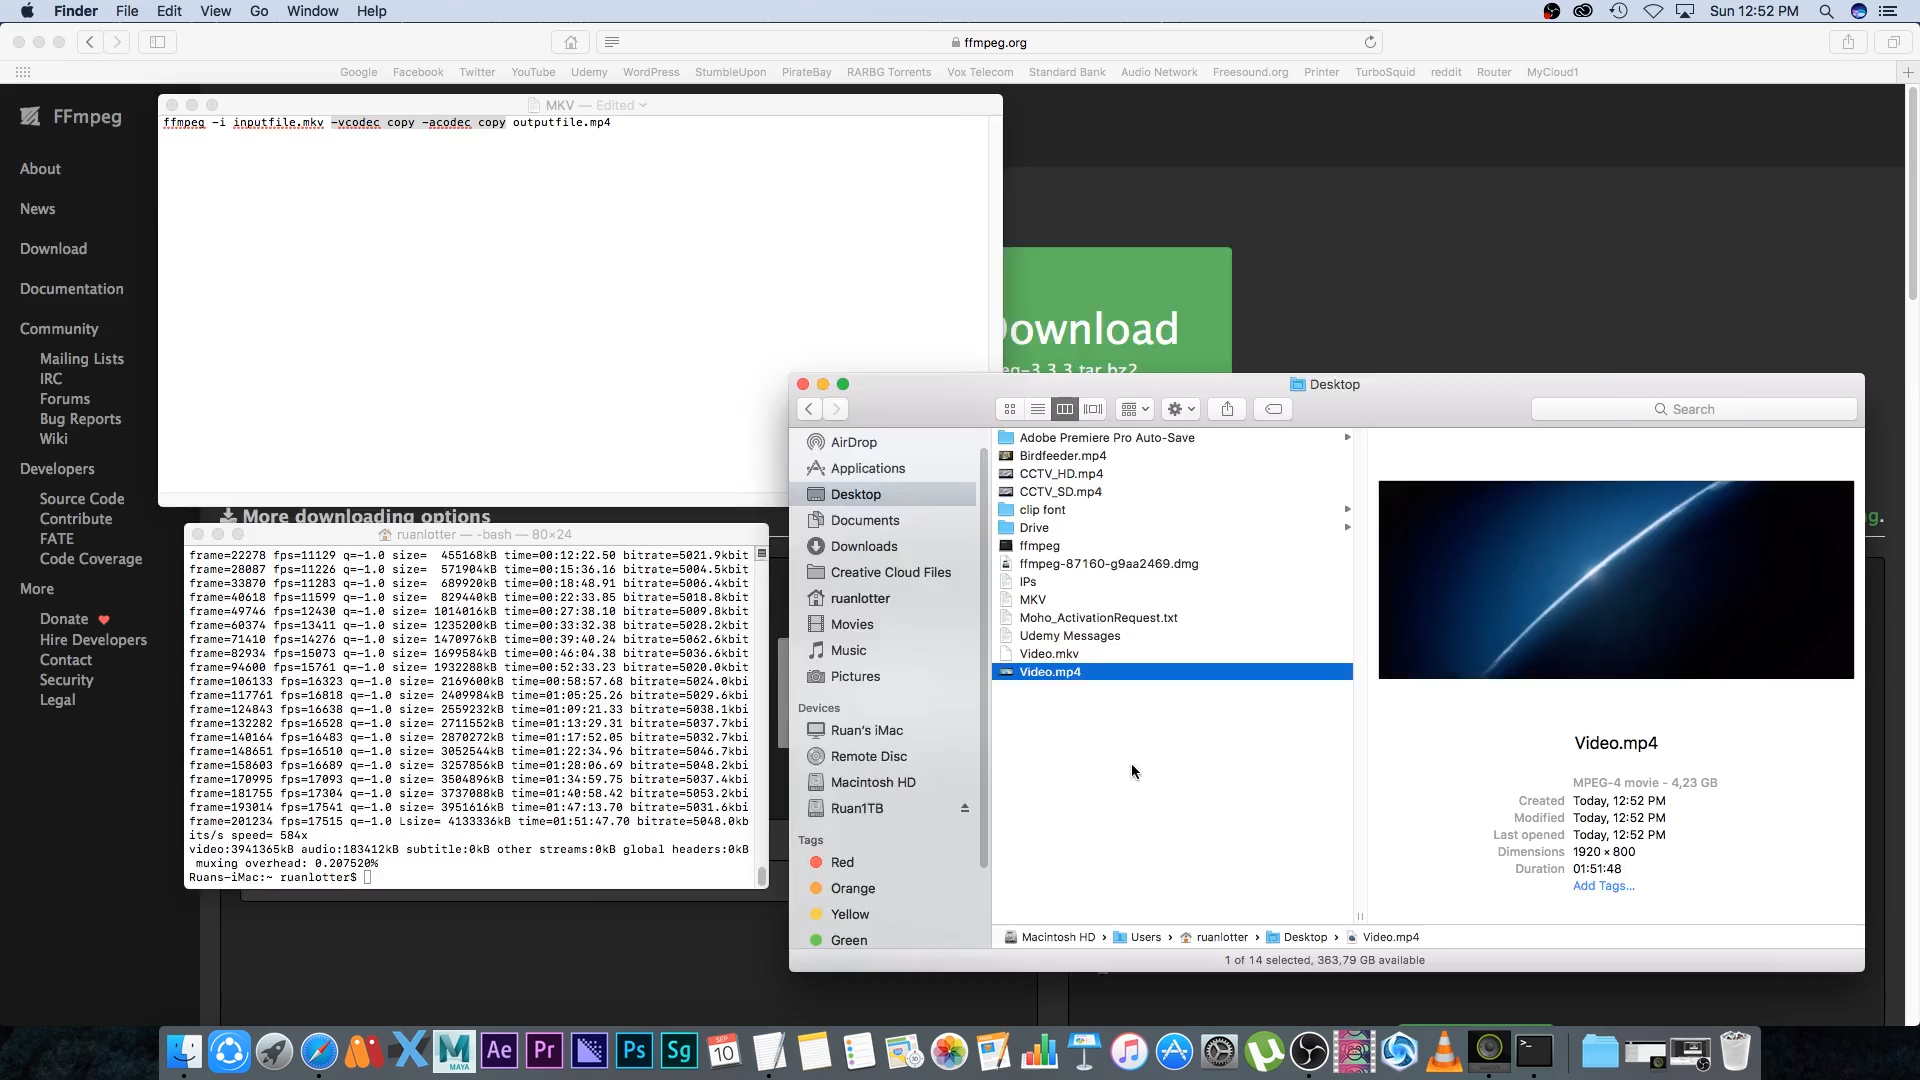 Finder File Edit View Go Window Help
Sun 12:52 PM
ffmpeg.org
Google Facebook Twitter YouTube Udemy WordPress StumbleUpon PirateBay RARBG Torrents Vox Telecom Standard Bank Audio Network Freesound.org Printer TurboSquid reddit Router MyCloud1
FFmpeg
About
News
Download
Documentation
Community
Mailing Lists
IRC
Forums
Bug Reports
Wiki
Developers
Source Code
Contribute
FATE
Code Coverage
More
Donate
Hire Developers
Contact
Security
Legal
MKV — Edited
ffmpeg -i inputfile.mkv -vcodec copy -acodec copy outputfile.mp4
ownload
eg-3.3.3.tar.bz2
More downloading options
g.
ruanlotter — -bash — 80×24
frame=22278 fps=11129 q=-1.0 size= 455168kB time=00:12:22.50 bitrate=5021.9kbit
frame=28087 fps=11226 q=-1.0 size= 571904kB time=00:15:36.16 bitrate=5004.5kbit
frame=33870 fps=11283 q=-1.0 size= 689920kB time=00:18:48.91 bitrate=5006.4kbit
frame=40618 fps=11599 q=-1.0 size= 829440kB time=00:22:33.85 bitrate=5018.8kbit
frame=49746 fps=12430 q=-1.0 size= 1014016kB time=00:27:38.10 bitrate=5009.8kbi
frame=60374 fps=13411 q=-1.0 size= 1235200kB time=00:33:32.38 bitrate=5028.2kbi
frame=71410 fps=14276 q=-1.0 size= 1470976kB time=00:39:40.24 bitrate=5062.6kbi
frame=82934 fps=15073 q=-1.0 size= 1699584kB time=00:46:04.38 bitrate=5036.6kbi
frame=94600 fps=15761 q=-1.0 size= 1932288kB time=00:52:33.23 bitrate=5020.0kbi
frame=106133 fps=16323 q=-1.0 size= 2169600kB time=00:58:57.68 bitrate=5024.0kb
frame=117761 fps=16818 q=-1.0 size= 2409984kB time=01:05:25.26 bitrate=5029.6kb
frame=124843 fps=16638 q=-1.0 size= 2559232kB time=01:09:21.33 bitrate=5038.1kb
frame=132282 fps=16528 q=-1.0 size= 2711552kB time=01:13:29.31 bitrate=5037.7kb
frame=140164 fps=16483 q=-1.0 size= 2870272kB time=01:17:52.05 bitrate=5032.7kb
frame=148651 fps=16510 q=-1.0 size= 3052544kB time=01:22:34.96 bitrate=5046.7kb
frame=158603 fps=16689 q=-1.0 size= 3257856kB time=01:28:06.69 bitrate=5048.2kb
frame=170995 fps=17093 q=-1.0 size= 3504896kB time=01:34:59.75 bitrate=5037.4kb
frame=181755 fps=17304 q=-1.0 size= 3737088kB time=01:40:58.42 bitrate=5053.2kb
frame=193014 fps=17541 q=-1.0 size= 3951616kB time=01:47:13.70 bitrate=5031.6kb
frame=201234 fps=17515 q=-1.0 Lsize= 4133336kB time=01:51:47.70 bitrate=5048.0kb
its/s speed= 584x
video:3941365kB audio:183412kB subtitle:0kB other streams:0kB global headers:0kB
muxing overhead: 0.207520%
Ruans-iMac:~ ruanlotter$
Desktop
Search
AirDrop
Applications
Desktop
Documents
Downloads
Creative Cloud Files
ruanlotter
Movies
Music
Pictures
Devices
Ruan's iMac
Remote Disc
Macintosh HD
Ruan1TB
Tags
Red
Orange
Yellow
Green
Adobe Premiere Pro Auto-Save
Birdfeeder.mp4
CCTV_HD.mp4
CCTV_SD.mp4
clip font
Drive
ffmpeg
ffmpeg-87160-g9aa2469.dmg
IPs
MKV
Moho_ActivationRequest.txt
Udemy Messages
Video.mkv
Video.mp4
Video.mp4
MPEG-4 movie - 4,23 GB
Created Today, 12:52 PM
Modified Today, 12:52 PM
Last opened Today, 12:52 PM
Dimensions 1920 × 800
Duration 01:51:48
Add Tags...
Macintosh HD › Users › ruanlotter › Desktop › Video.mp4
1 of 14 selected, 363,79 GB available
MAYA Ae Pr Ps Sg SEP 10